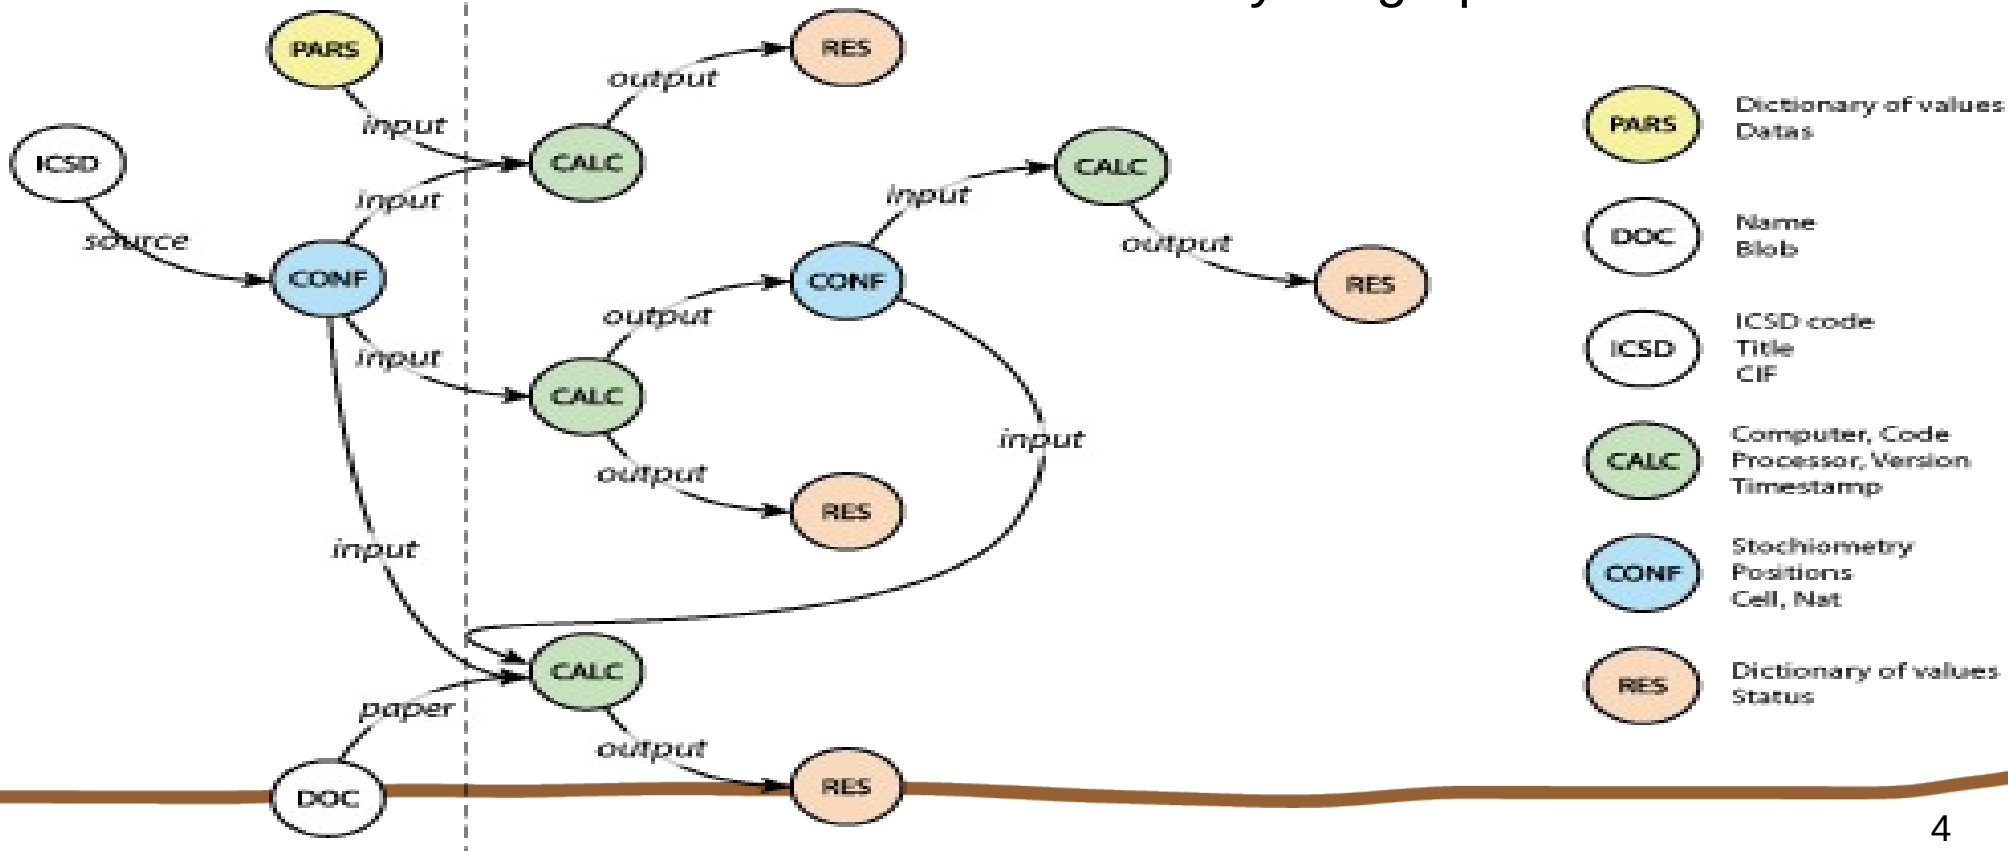 PARS
RES
output
input
ICSD
CALC
CALC
input
input
source
output
CONF
CONF
RES
output
input
CALC
input
output
RES
input
CALC
paper
output
DOC
RES
PARS
Dictionary of values
Datas
DOC
Name
Blob
ICSD
ICSD code
Title
CIF
CALC
Computer, Code
Processor, Version
Timestamp
CONF
Stochiometry
Positions
Cell, Nat
RES
Dictionary of values
Status
4